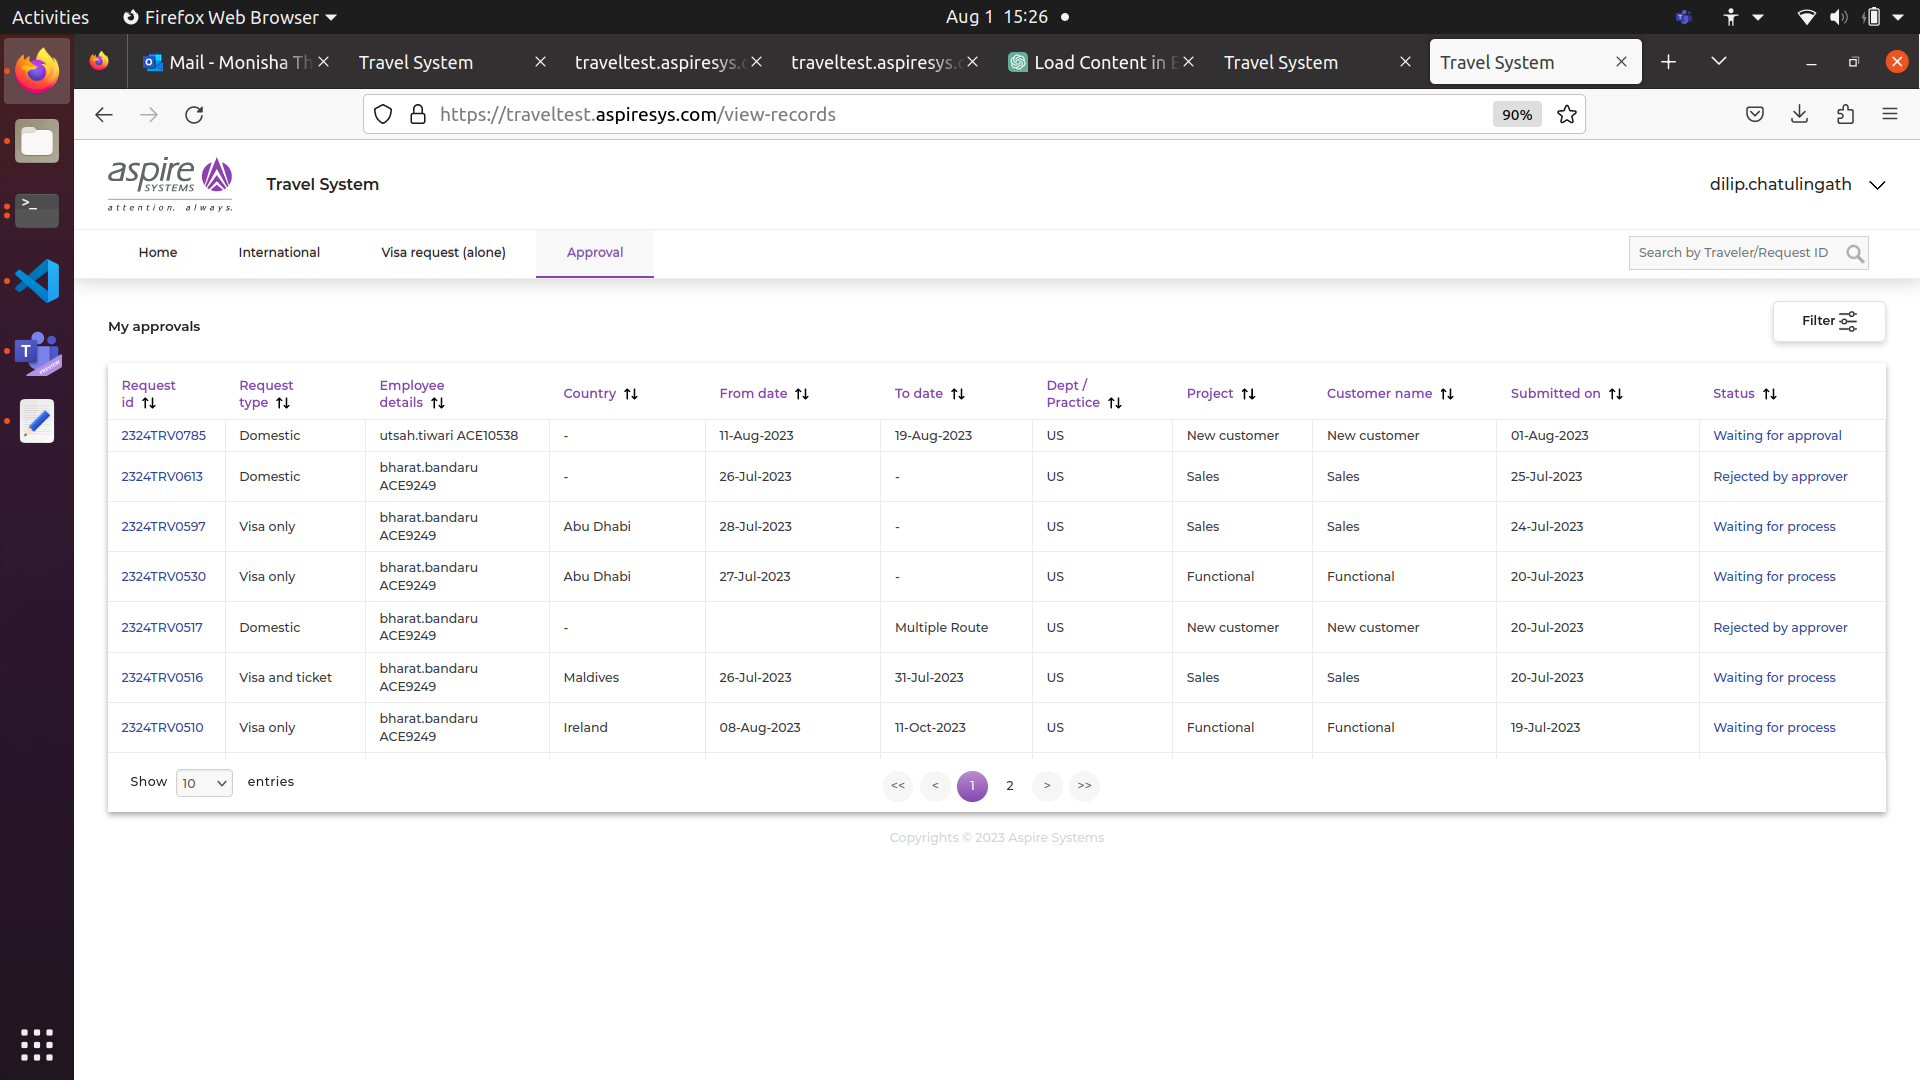 Activities
Firefox Web Browser
Aug 1 15:26
Mail - Monisha Th
Travel System
traveltest.aspiresys.c
traveltest.aspiresys.c
Load Content in
Travel System
Travel System
https://traveltest.aspiresys.com/view-records
90%
aspire
SYSTEMS
attention. always.
Travel System
dilip.chatulingath
Home
International
Visa request (alone)
Approval
Search by Traveler/Request ID
My approvals
Filter
Request id
Request type
Employee details
Country
From date
To date
Dept / Practice
Project
Customer name
Submitted on
Status
2324TRV0785 Domestic utsah.tiwari ACE10538 - 11-Aug-2023 19-Aug-2023 US New customer New customer 01-Aug-2023 Waiting for approval
2324TRV0613 Domestic bharat.bandaru ACE9249 - 26-Jul-2023 - US Sales Sales 25-Jul-2023 Rejected by approver
2324TRV0597 Visa only bharat.bandaru ACE9249 Abu Dhabi 28-Jul-2023 - US Sales Sales 24-Jul-2023 Waiting for process
2324TRV0530 Visa only bharat.bandaru ACE9249 Abu Dhabi 27-Jul-2023 - US Functional Functional 20-Jul-2023 Waiting for process
2324TRV0517 Domestic bharat.bandaru ACE9249 - Multiple Route US New customer New customer 20-Jul-2023 Rejected by approver
2324TRV0516 Visa and ticket bharat.bandaru ACE9249 Maldives 26-Jul-2023 31-Jul-2023 US Sales Sales 20-Jul-2023 Waiting for process
2324TRV0510 Visa only bharat.bandaru ACE9249 Ireland 08-Aug-2023 11-Oct-2023 US Functional Functional 19-Jul-2023 Waiting for process
Show 10 entries
<< < 1 2 > >>
Copyrights © 2023 Aspire Systems